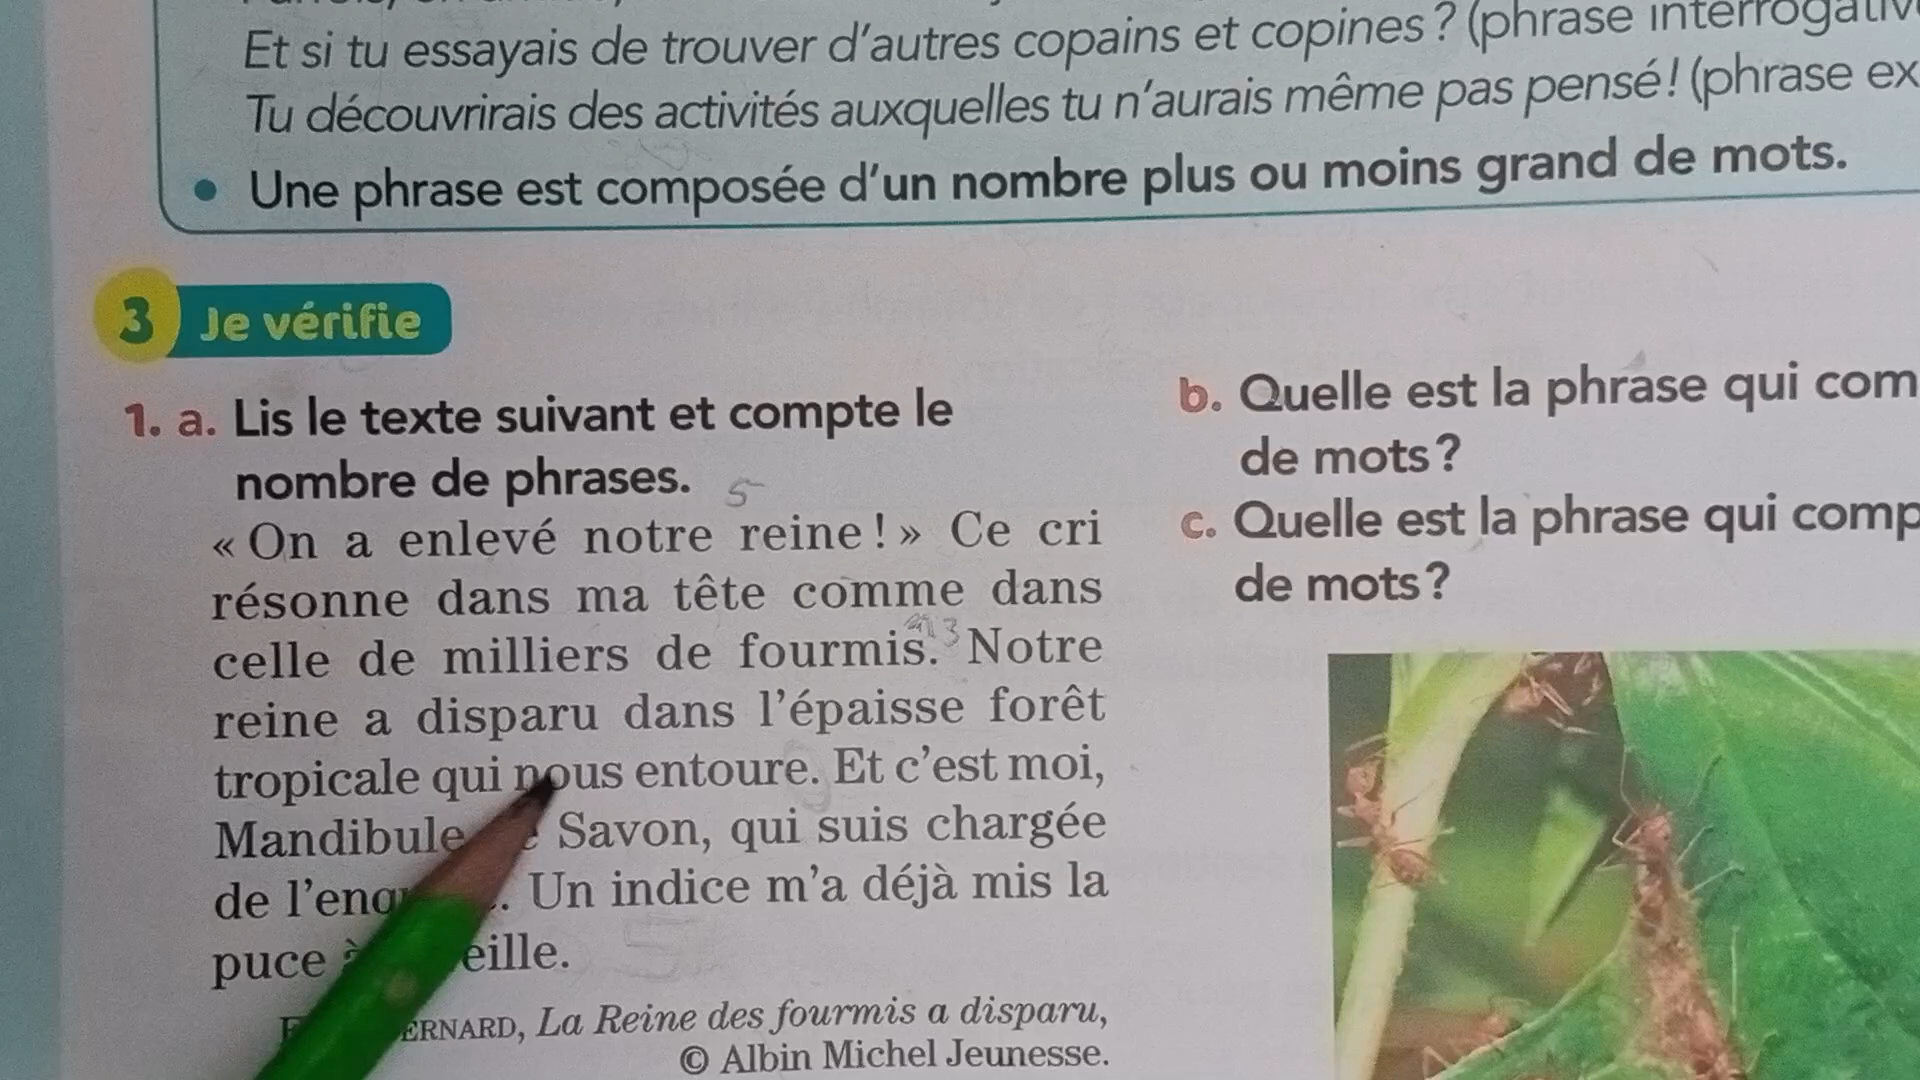 Et si tu essayais de trouver d'autres copains et copines ? (phrase
Tu découvrirais des activités auxquelles tu n'aurais même pas pensé ! (phrase ex
• Une phrase est composée d'un nombre plus ou moins grand de mots.
3 Je vérifie
1. a. Lis le texte suivant et compte le
nombre de phrases. 5
« On a enlevé notre reine ! » Ce cri
résonne dans ma tête comme dans
celle de milliers de fourmis. Notre
reine a disparu dans l'épaisse forêt
tropicale qui nous entoure. Et c'est moi,
Mandibule Savon, qui suis chargée
de l'enq . Un indice m'a déjà mis la
puce eille.
ERNARD, La Reine des fourmis a disparu,
© Albin Michel Jeunesse.
b. Quelle est la phrase qui com
de mots ?
c. Quelle est la phrase qui comp
de mots ?